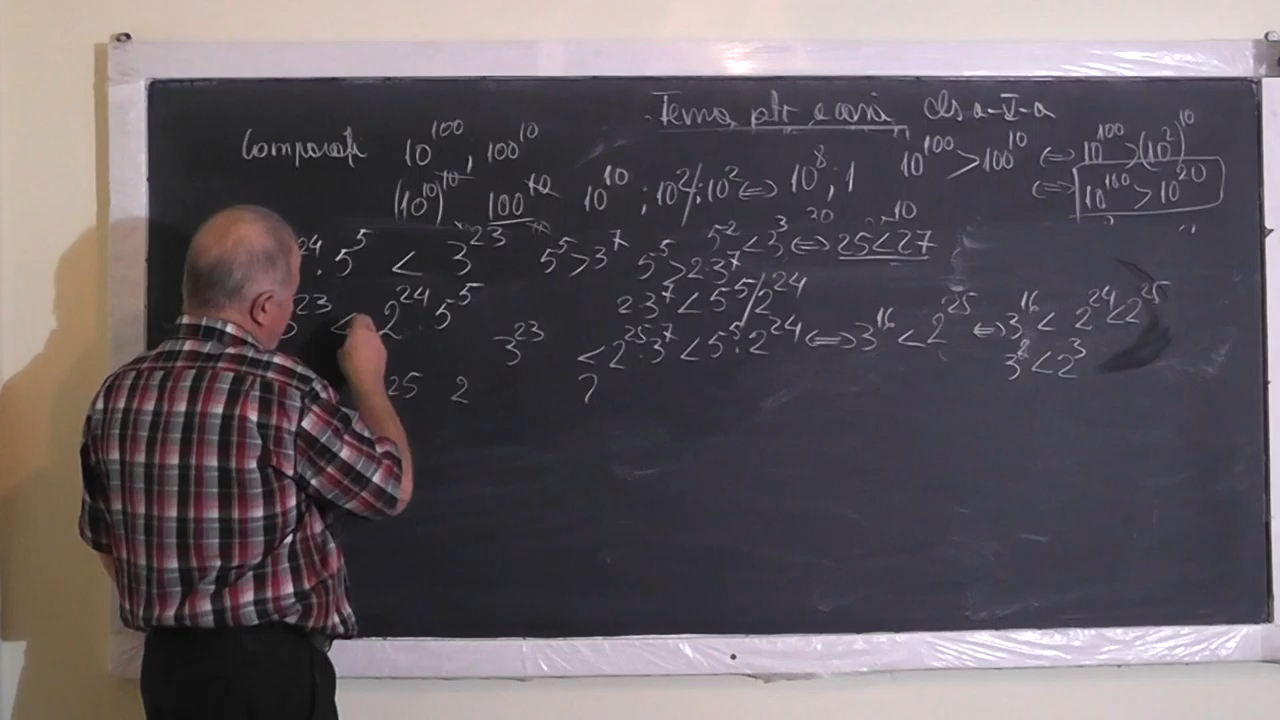 Tema ptr acasă cls a-V-a
Comparați 10^100 ; 100^10 10^100 > 100^10 ⇔ 10^100 > (10^2)^10
(10^10)^10 100^10 10^10 ; 10^2 /: 10^2 ⇔ 10^8 ; 1 ⇔ 10^100 > 10^20
24 · 5^5 < 3^23 5^5 > 3^7 5^5 > 2·3^7 5^2 < 3^3 ⇔ 25 < 27
23 < 2^24 · 5^5 2·3^7 < 5^5 / 2^24
3^23 < 2^25 · 3^7 < 5^5 · 2^24 ⇔ 3^16 < 2^25 ⇔ 3^16 < 2^24 < 2^25
25 2 ? 3^2 < 2^3